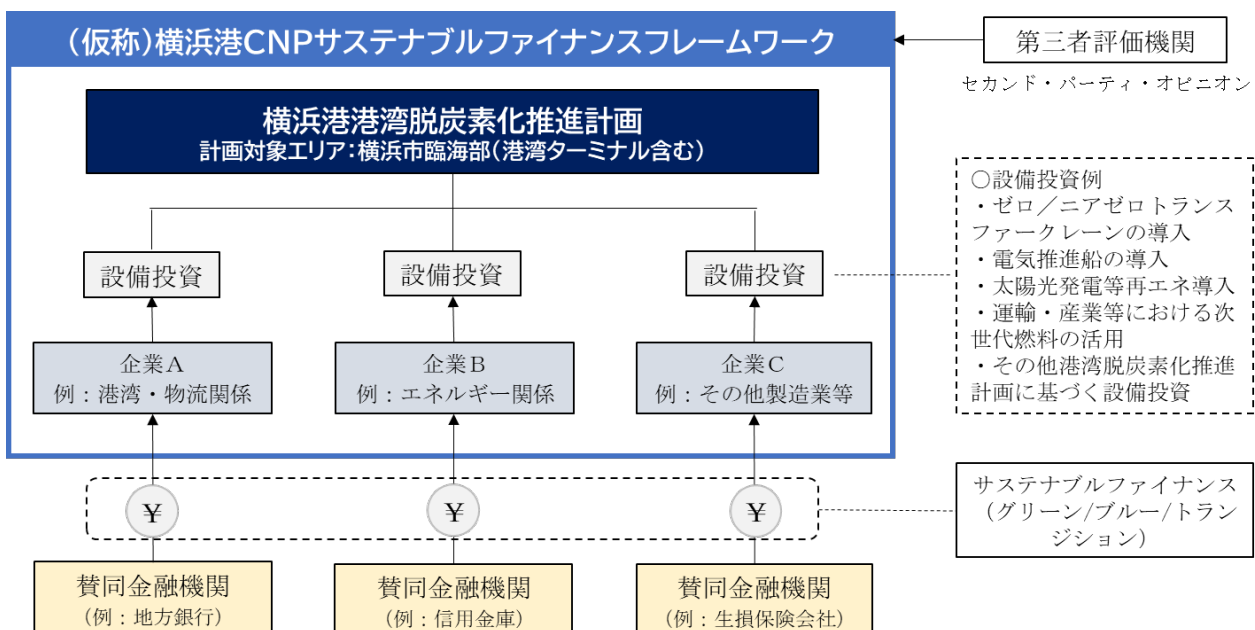 (仮称)横浜港CNPサステナブルファイナンスフレームワーク
第三者評価機関
セカンド・パーティ・オピニオン
横浜港港湾脱炭素化推進計画
計画対象エリア:横浜市臨海部(港湾ターミナル含む)
設備投資
設備投資
設備投資
○設備投資例
・ゼロ／ニアゼロトランス
ファークレーンの導入
・電気推進船の導入
・太陽光発電等再エネ導入
・運輸・産業等における次
世代燃料の活用
・その他港湾脱炭素化推進
計画に基づく設備投資
企業A
例：港湾・物流関係
企業B
例：エネルギー関係
企業C
例：その他製造業等
¥
¥
¥
サステナブルファイナンス
（グリーン/ブルー/トラン
ジション）
賛同金融機関
（例：地方銀行）
賛同金融機関
（例：信用金庫）
賛同金融機関
（例：生損保険会社）